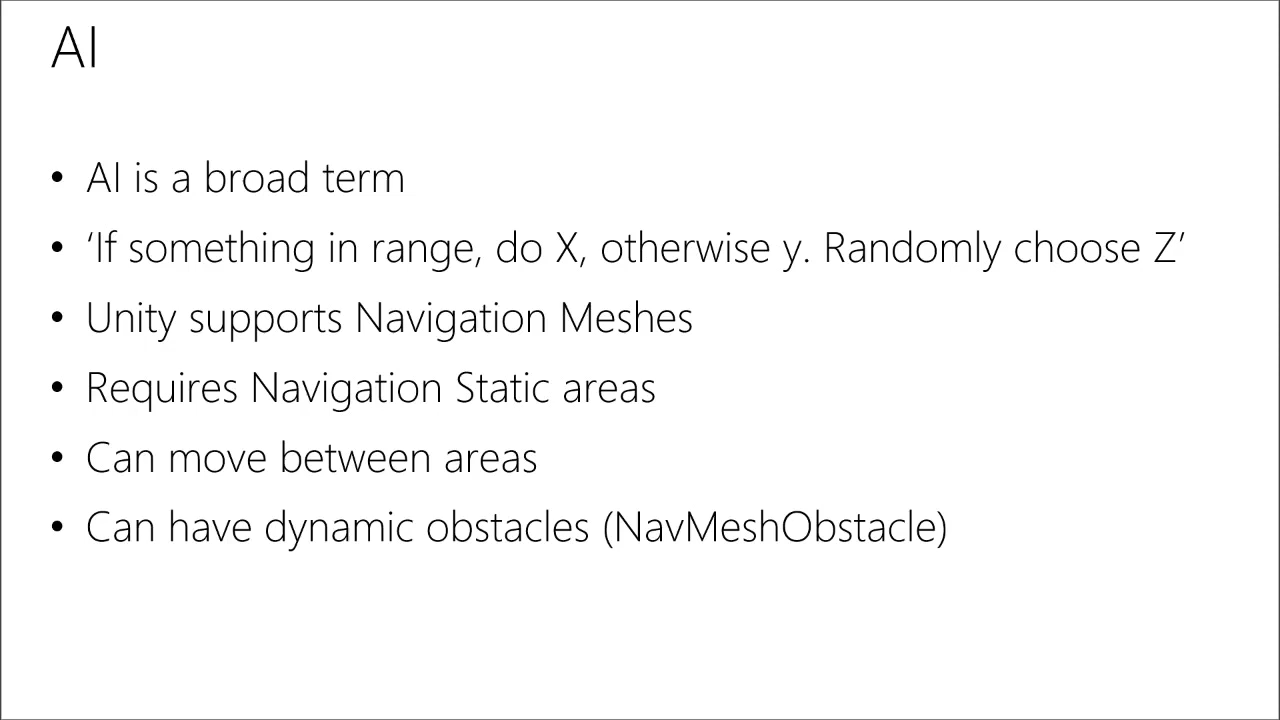 AI
• AI is a broad term
• ‘If something in range, do X, otherwise y. Randomly choose Z’
• Unity supports Navigation Meshes
• Requires Navigation Static areas
• Can move between areas
• Can have dynamic obstacles (NavMeshObstacle)